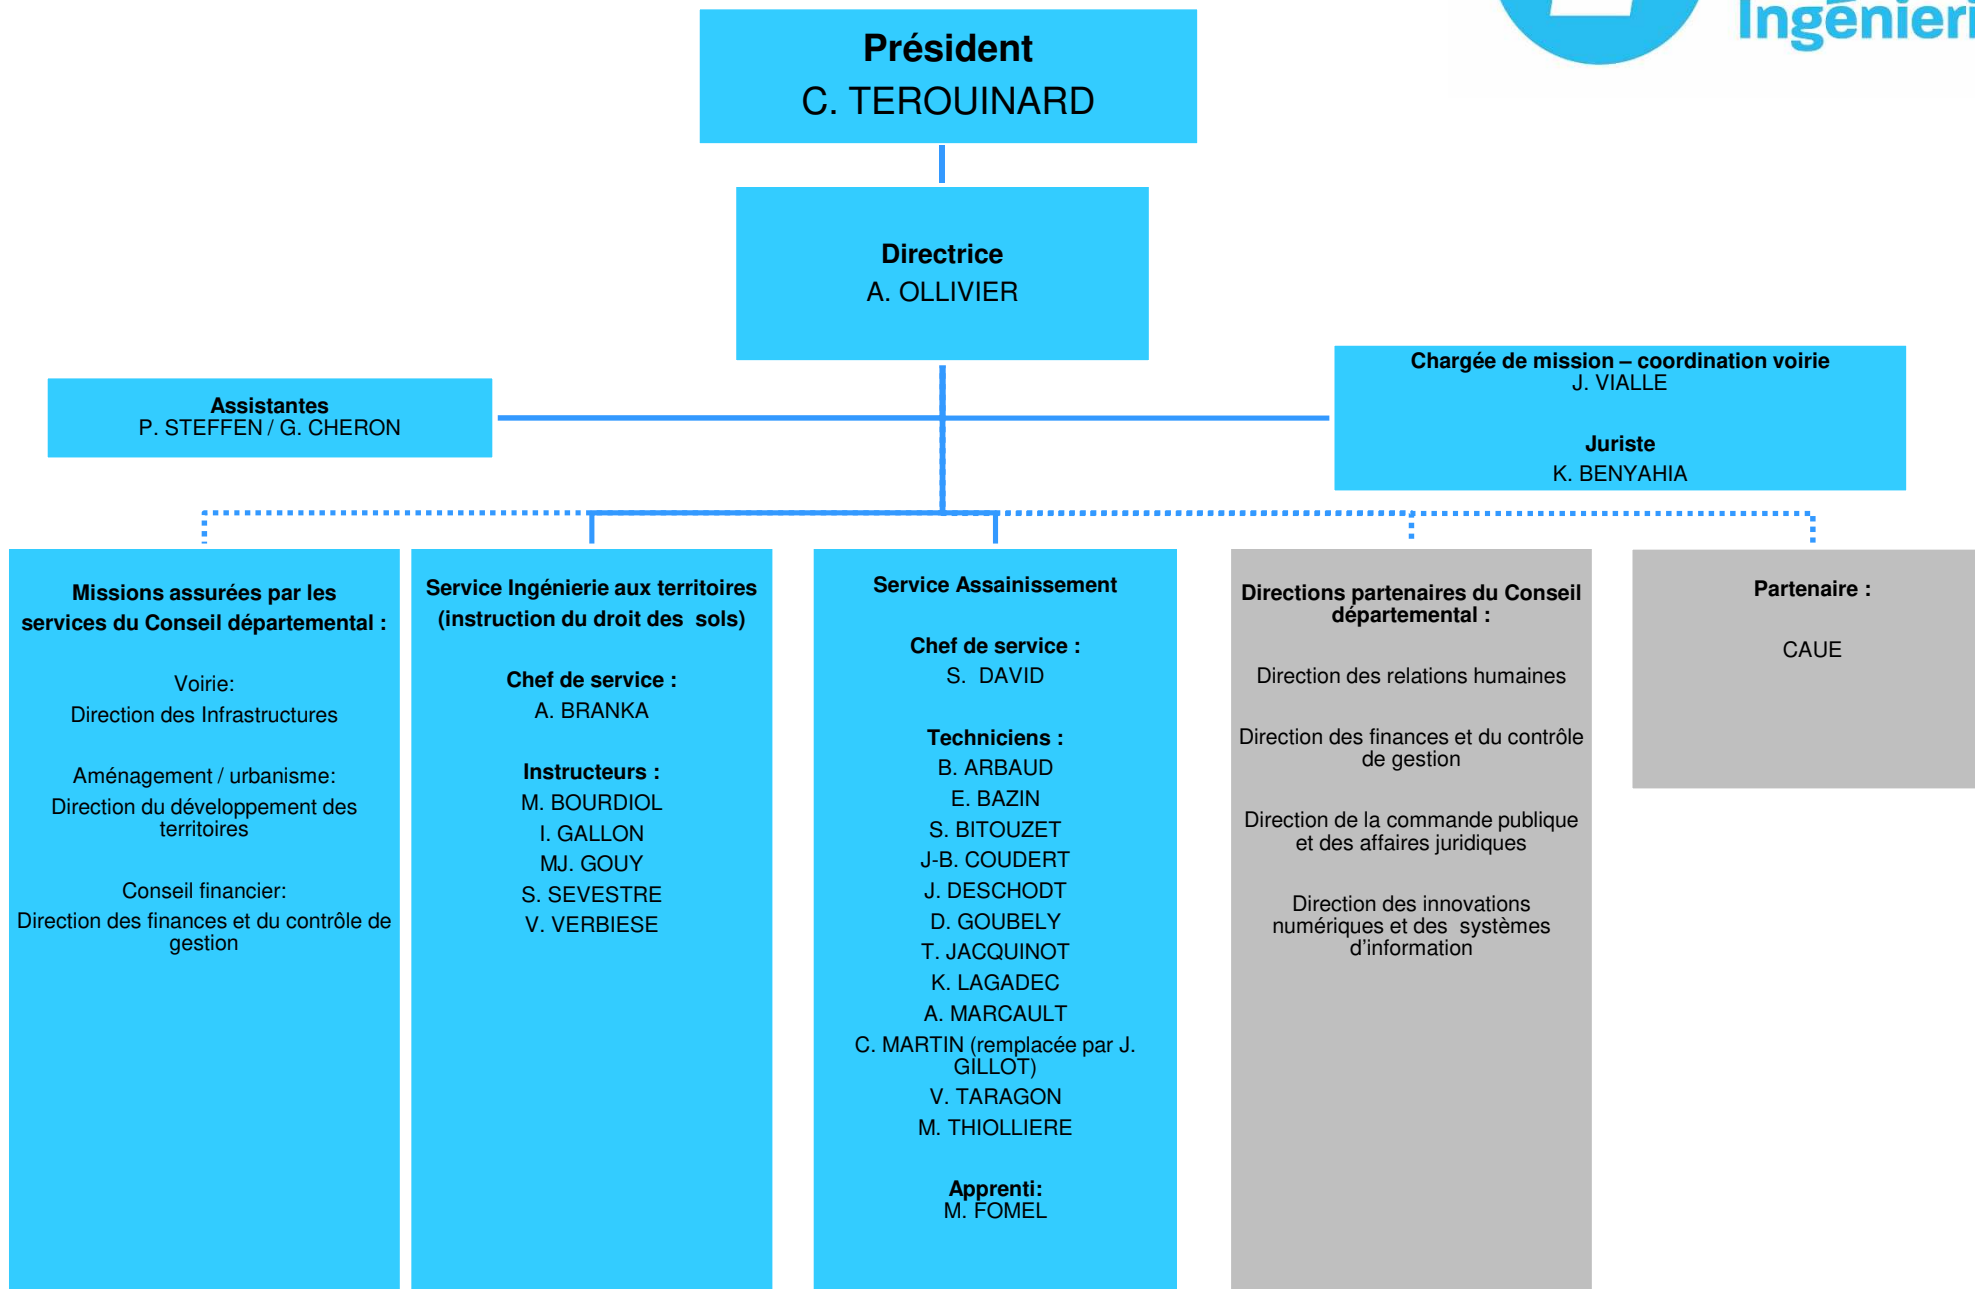 Ingénieri
Président
C. TEROUINARD
Directrice
A. OLLIVIER
Assistantes
P. STEFFEN / G. CHERON
Chargée de mission – coordination voirie
J. VIALLE
Juriste
K. BENYAHIA
Missions assurées par les
services du Conseil départemental :
Voirie:
Direction des Infrastructures
Aménagement / urbanisme:
Direction du développement des
territoires
Conseil financier:
Direction des finances et du contrôle de
gestion
Service Ingénierie aux territoires
(instruction du droit des sols)
Chef de service :
A. BRANKA
Instructeurs :
M. BOURDIOL
I. GALLON
MJ. GOUY
S. SEVESTRE
V. VERBIESE
Service Assainissement
Chef de service :
S. DAVID
Techniciens :
B. ARBAUD
E. BAZIN
S. BITOUZET
J-B. COUDERT
J. DESCHODT
D. GOUBELY
T. JACQUINOT
K. LAGADEC
A. MARCAULT
C. MARTIN (remplacée par J.
GILLOT)
V. TARAGON
M. THIOLLIERE
Apprenti:
M. FOMEL
Directions partenaires du Conseil
départemental :
Direction des relations humaines
Direction des finances et du contrôle
de gestion
Direction de la commande publique
et des affaires juridiques
Direction des innovations
numériques et des systèmes
d'information
Partenaire :
CAUE